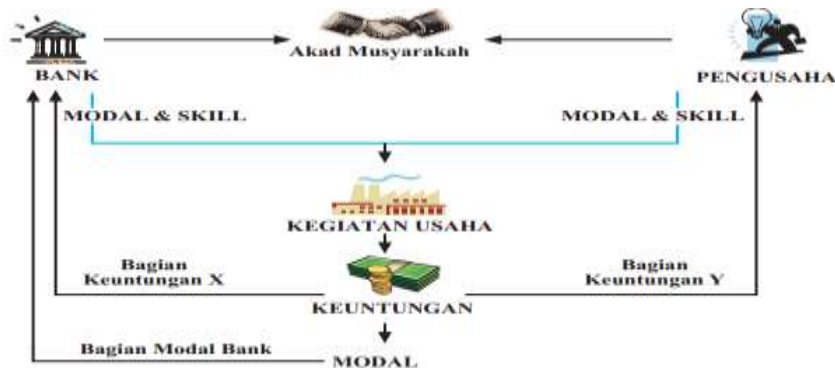 Akad Musyarakah
BANK
PENGUSAHA
MODAL & SKILL
MODAL & SKILL
KEGIATAN USAHA
Bagian
Keuntungan X
Bagian
Keuntungan Y
KEUNTUNGAN
Bagian Modal Bank
MODAL